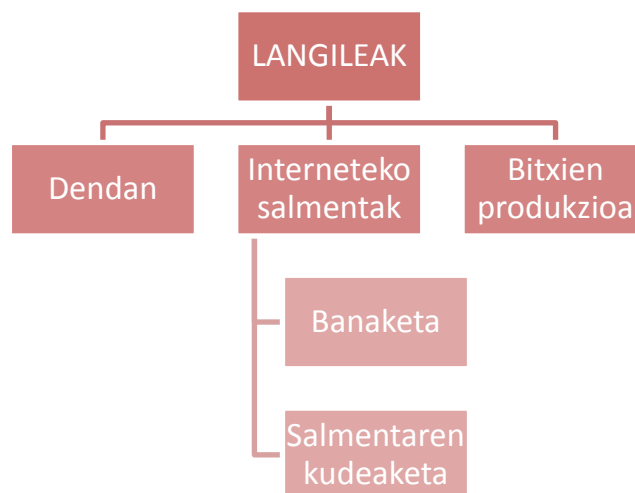 LANGILEAK
Dendan
Interneteko
salmentak
Bitxien
produkzioa
Banaketa
Salmentaren
kudeaketa